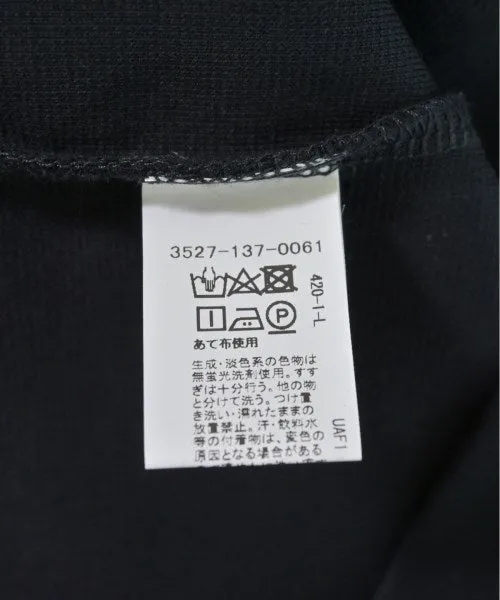 3527-137-0061
あて布使用
生成・淡色系の色物は
無蛍光洗剤使用。すす
ぎは十分行う。他の物
と分けて洗う。つけ置
き洗い・濡れたままの
放置禁止。汗・飲料水
等の付着物は、変色の
原因となる場合がある
420-1-L
UAF1